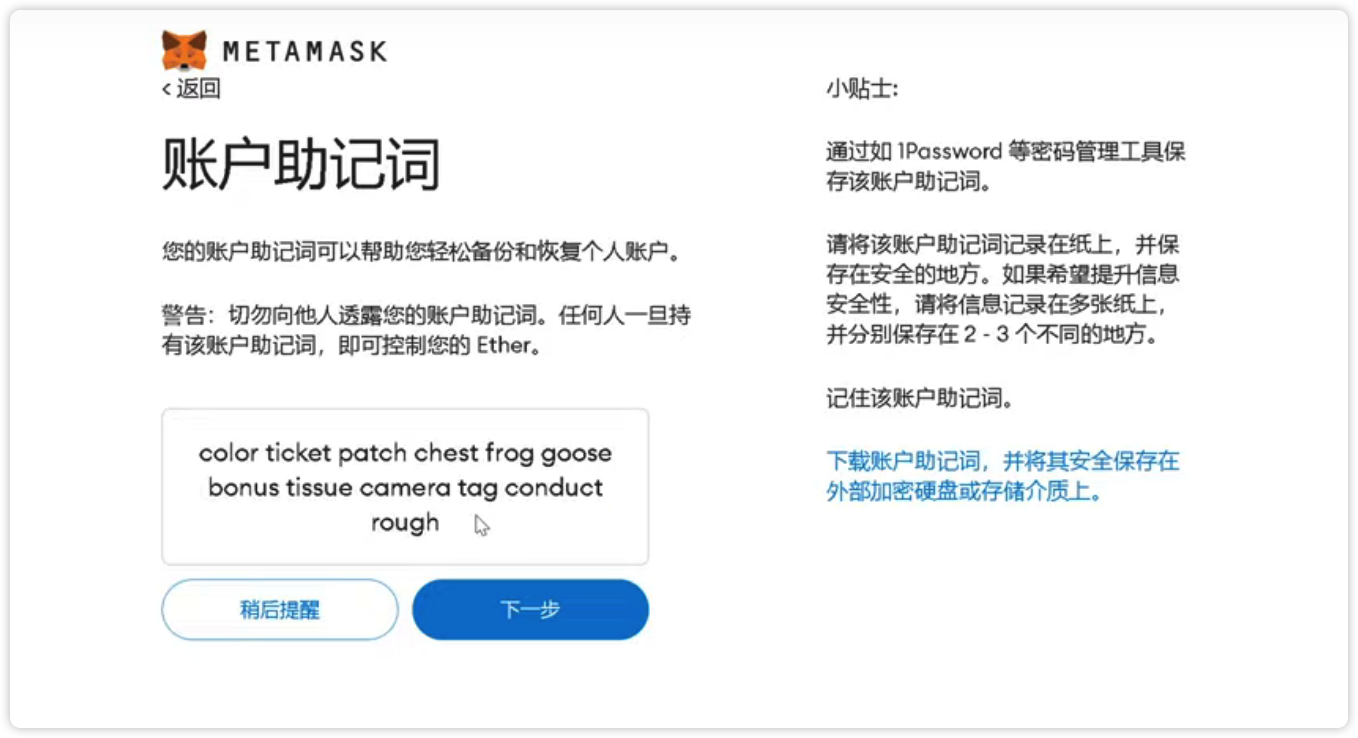 METAMASK
< 返回
账户助记词
您的账户助记词可以帮助您轻松备份和恢复个人账户。
警告：切勿向他人透露您的账户助记词。任何人一旦持
有该账户助记词，即可控制您的 Ether。
color ticket patch chest frog goose
bonus tissue camera tag conduct
rough
稍后提醒
下一步
小贴士:
通过如 1Password 等密码管理工具保
存该账户助记词。
请将该账户助记词记录在纸上，并保
存在安全的地方。如果希望提升信息
安全性，请将信息记录在多张纸上，
并分别保存在 2 - 3 个不同的地方。
记住该账户助记词。
下载账户助记词，并将其安全保存在
外部加密硬盘或存储介质上。